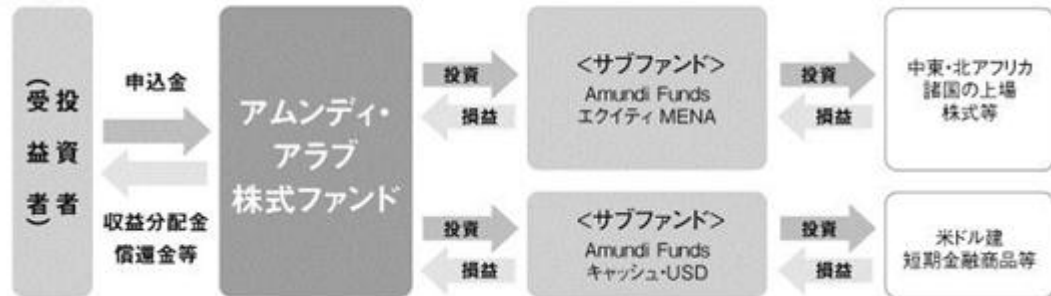 投資者
(受益者)
申込金
収益分配金
償還金等
アムンディ・
アラブ
株式ファンド
投資
損益
<サブファンド>
Amundi Funds
エクイティ MENA
投資
損益
中東・北アフリカ
諸国の上場
株式等
投資
損益
<サブファンド>
Amundi Funds
キャッシュ・USD
投資
損益
米ドル建
短期金融商品等